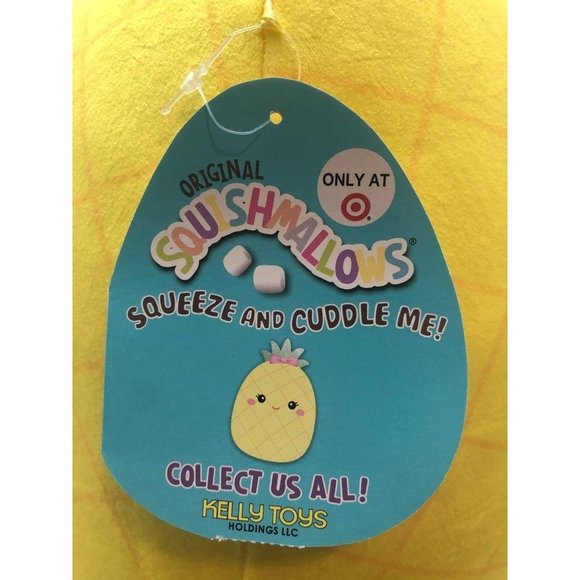 ORIGINAL
SQUISHMALLOWS®
ONLY AT
SQUEEZE AND CUDDLE ME!
COLLECT US ALL!
KELLY TOYS
HOLDINGS LLC